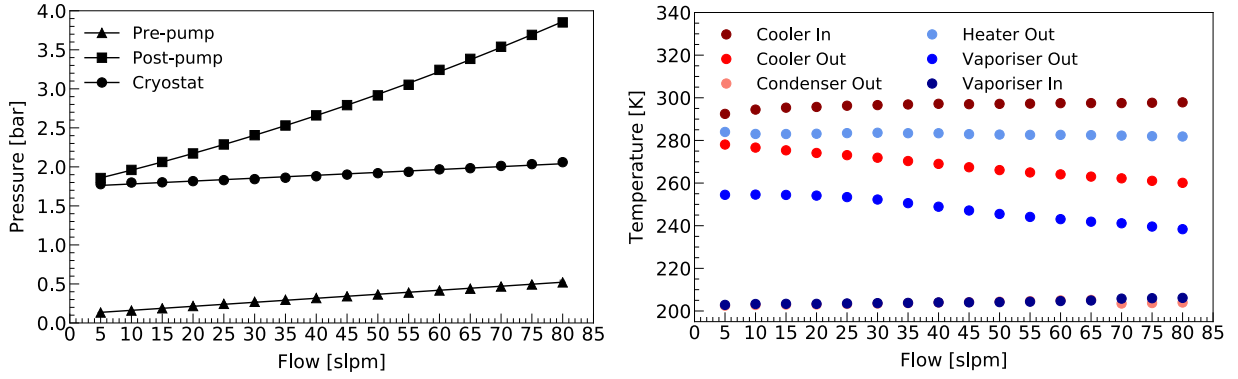 4.0
3.5
3.0
2.5
2.0
1.5
1.0
0.5
0.0
Pressure [bar]
Pre-pump
Post-pump
Cryostat
0 5 10 15 20 25 30 35 40 45 50 55 60 65 70 75 80 85
Flow [slpm]
340
320
300
280
260
240
220
200
Temperature [K]
Cooler In
Cooler Out
Condenser Out
Heater Out
Vaporiser Out
Vaporiser In
0 5 10 15 20 25 30 35 40 45 50 55 60 65 70 75 80 85
Flow [slpm]